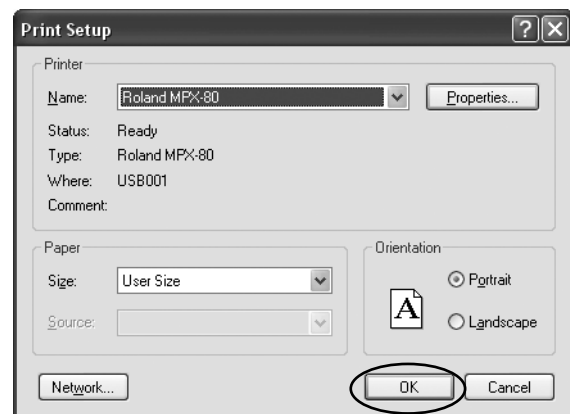 Print Setup
Printer
Name: Roland MPX-80 Properties...
Status: Ready
Type: Roland MPX-80
Where: USB001
Comment:
Paper
Size: User Size
Source:
Orientation
A
Portrait
Landscape
Network... OK Cancel